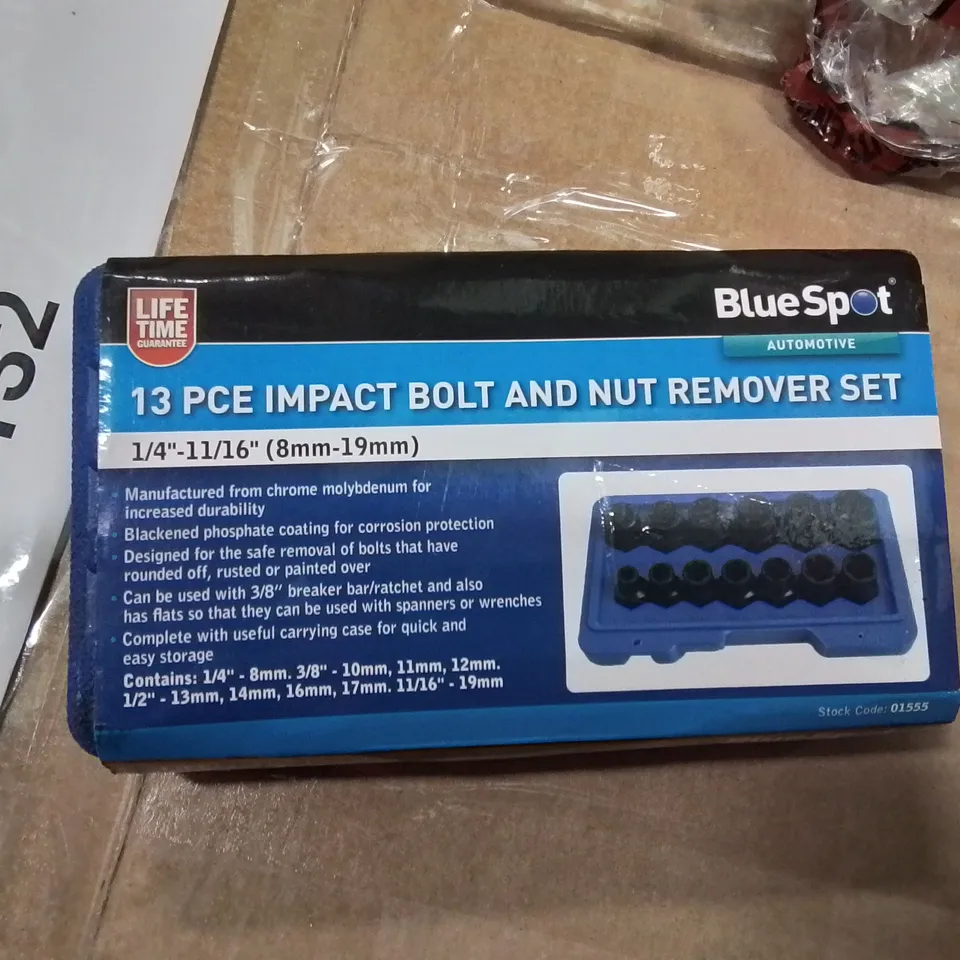 LIFE
TIME
GUARANTEE
BlueSpot®
AUTOMOTIVE
13 PCE IMPACT BOLT AND NUT REMOVER SET
1/4"-11/16" (8mm-19mm)
Manufactured from chrome molybdenum for
increased durability
Blackened phosphate coating for corrosion protection
Designed for the safe removal of bolts that have
rounded off, rusted or painted over
Can be used with 3/8" breaker bar/ratchet and also
has flats so that they can be used with spanners or wrenches
Complete with useful carrying case for quick and
easy storage
Contains: 1/4" - 8mm. 3/8" - 10mm, 11mm, 12mm.
1/2" - 13mm, 14mm, 16mm, 17mm. 11/16" - 19mm
Stock Code: 01555